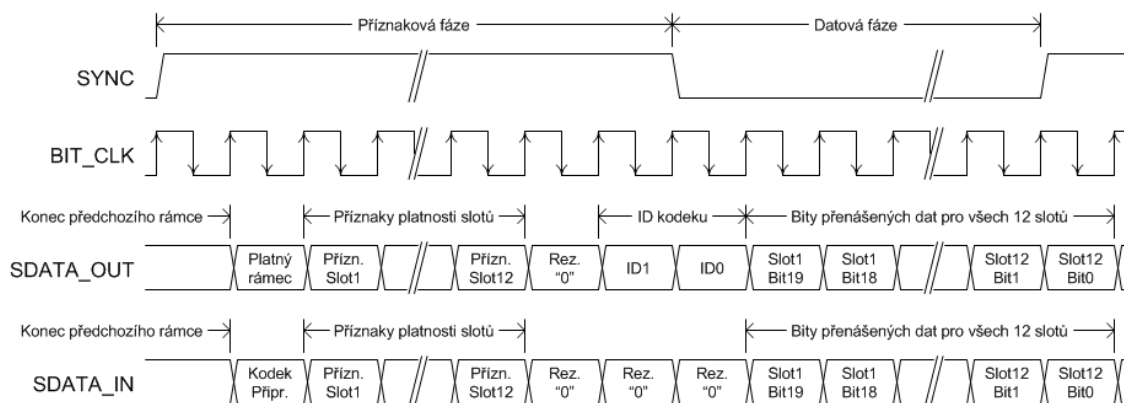 Příznaková fáze
Datová fáze
SYNC
BIT_CLK
Konec předchozího rámce
Příznaky platnosti slotů
ID kodeku
Bity přenášených dat pro všech 12 slotů
SDATA_OUT
Platný
rámec
Přízn.
Slot1
Přízn.
Slot12
Rez.
“0”
ID1
ID0
Slot1
Bit19
Slot1
Bit18
Slot12
Bit1
Slot12
Bit0
Konec předchozího rámce
Příznaky platnosti slotů
Bity přenášených dat pro všech 12 slotů
SDATA_IN
Kodek
Přípr.
Přízn.
Slot1
Přízn.
Slot12
Rez.
“0”
Rez.
“0”
Rez.
“0”
Slot1
Bit19
Slot1
Bit18
Slot12
Bit1
Slot12
Bit0